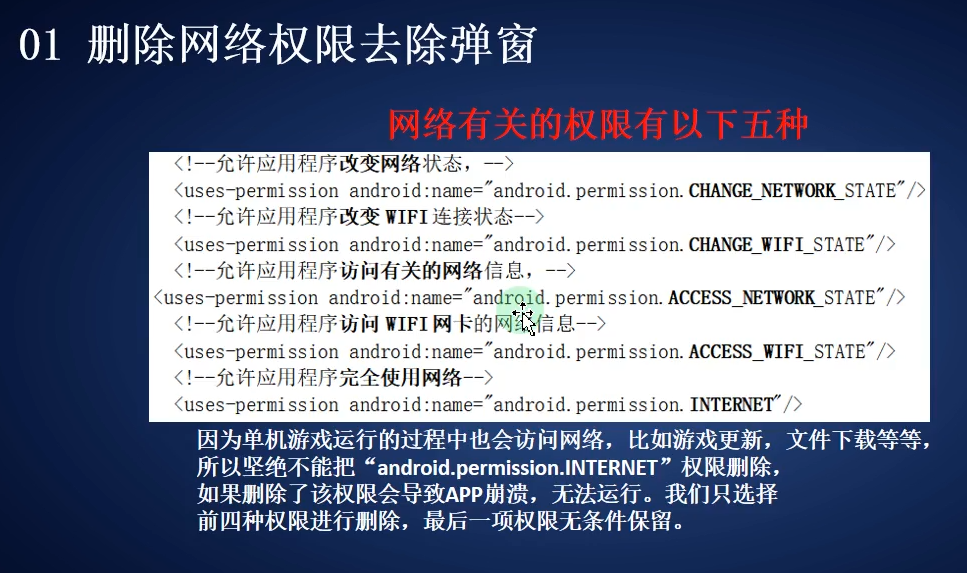 01 删除网络权限去除弹窗
网络有关的权限有以下五种
<!--允许应用程序改变网络状态，-->
<uses-permission android:name="android.permission.CHANGE_NETWORK_STATE"/>
<!--允许应用程序改变 WIFI 连接状态-->
<uses-permission android:name="android.permission.CHANGE_WIFI_STATE"/>
<!--允许应用程序访问有关的网络信息，-->
<uses-permission android:name="android.permission.ACCESS_NETWORK_STATE"/>
<!--允许应用程序访问 WIFI 网卡的网络信息-->
<uses-permission android:name="android.permission.ACCESS_WIFI_STATE"/>
<!--允许应用程序完全使用网络-->
<uses-permission android:name="android.permission.INTERNET"/>
因为单机游戏运行的过程中也会访问网络，比如游戏更新，文件下载等等，
所以坚绝不能把“android.permission.INTERNET”权限删除，
如果删除了该权限会导致APP崩溃，无法运行。我们只选择
前四种权限进行删除，最后一项权限无条件保留。